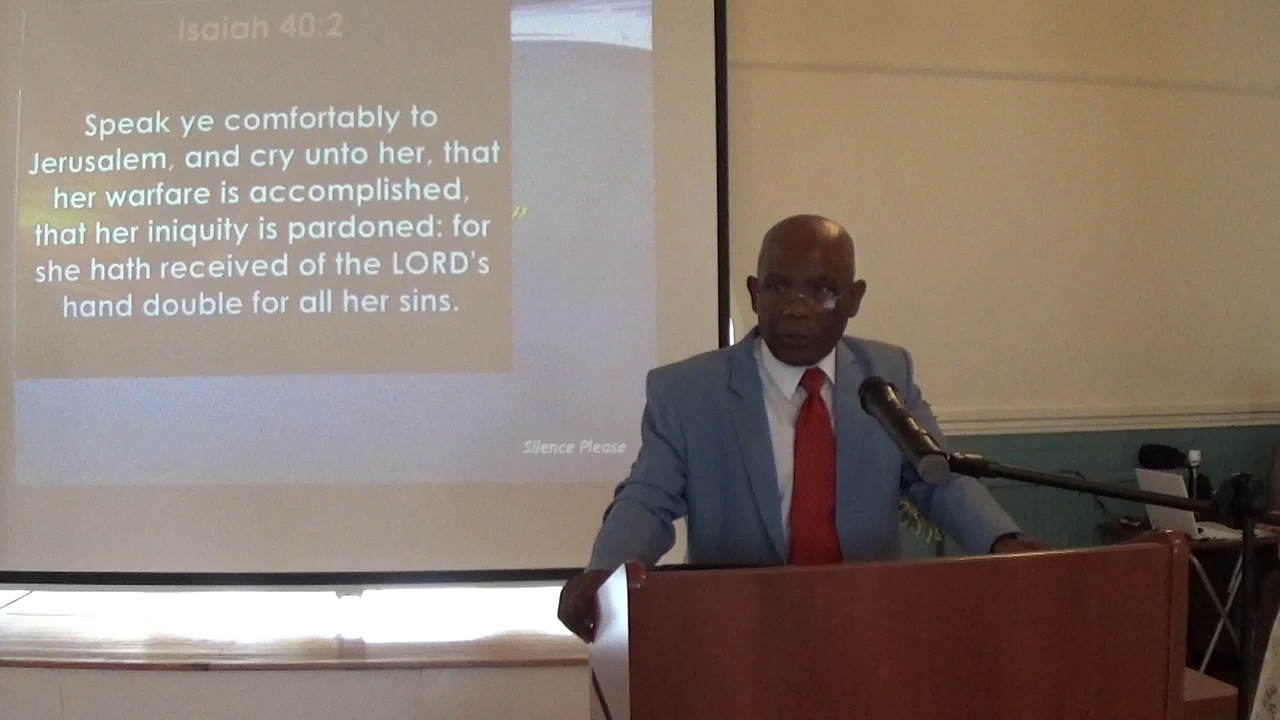 Isaiah 40:2
Speak ye comfortably to
Jerusalem, and cry unto her, that
her warfare is accomplished,
that her iniquity is pardoned: for
she hath received of the LORD's
hand double for all her sins.
”
Silence Please